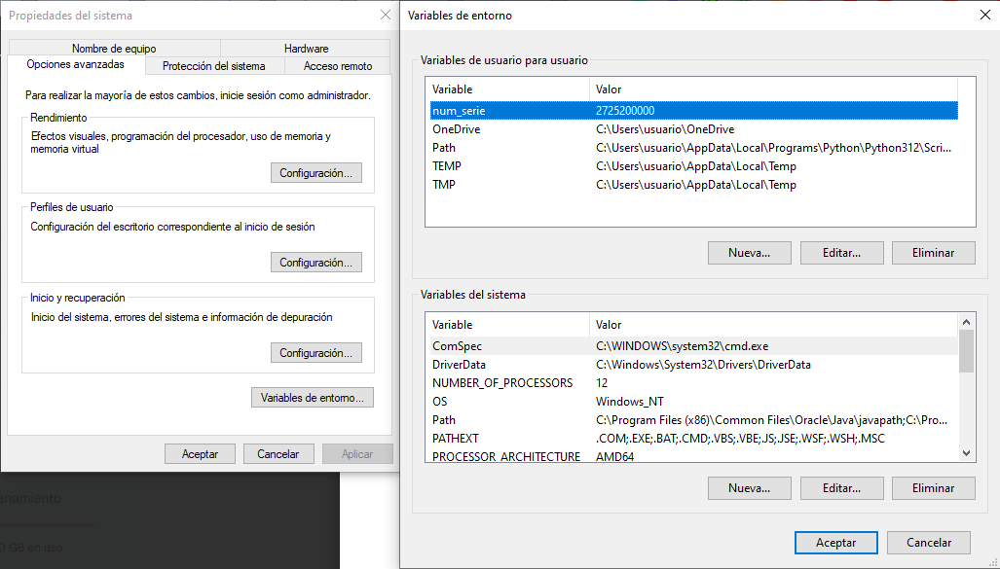 Propiedades del sistema
Nombre de equipo Hardware
Opciones avanzadas Protección del sistema Acceso remoto
Para realizar la mayoría de estos cambios, inicie sesión como administrador.
Rendimiento
Efectos visuales, programación del procesador, uso de memoria y
memoria virtual
Configuración...
Perfiles de usuario
Configuración del escritorio correspondiente al inicio de sesión
Configuración...
Inicio y recuperación
Inicio del sistema, errores del sistema e información de depuración
Configuración...
Variables de entorno...
Aceptar Cancelar Aplicar
enamiento
0 GB en uso
Variables de entorno
Variables de usuario para usuario
Variable Valor
num_serie 2725200000
OneDrive C:\Users\usuario\OneDrive
Path C:\Users\usuario\AppData\Local\Programs\Python\Python312\Scri...
TEMP C:\Users\usuario\AppData\Local\Temp
TMP C:\Users\usuario\AppData\Local\Temp
Nueva... Editar... Eliminar
Variables del sistema
Variable Valor
ComSpec C:\WINDOWS\system32\cmd.exe
DriverData C:\Windows\System32\Drivers\DriverData
NUMBER_OF_PROCESSORS 12
OS Windows_NT
Path C:\Program Files (x86)\Common Files\Oracle\Java\javapath;C:\Pro...
PATHEXT .COM;.EXE;.BAT;.CMD;.VBS;.VBE;.JS;.JSE;.WSF;.WSH;.MSC
PROCESSOR_ARCHITECTURE AMD64
Nueva... Editar... Eliminar
Aceptar Cancelar